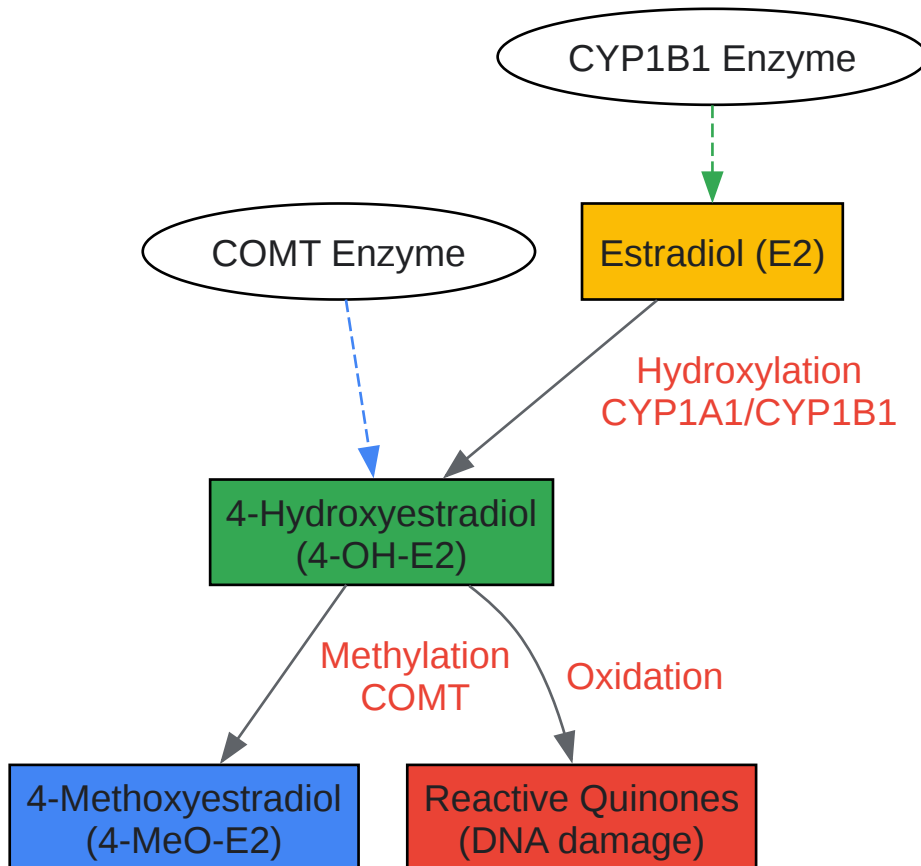 CYP1B1 Enzyme
COMT Enzyme
Estradiol (E2)
Hydroxylation
CYP1A1/CYP1B1
4-Hydroxyestradiol
(4-OH-E2)
Methylation
COMT
Oxidation
4-Methoxyestradiol
(4-MeO-E2)
Reactive Quinones
(DNA damage)